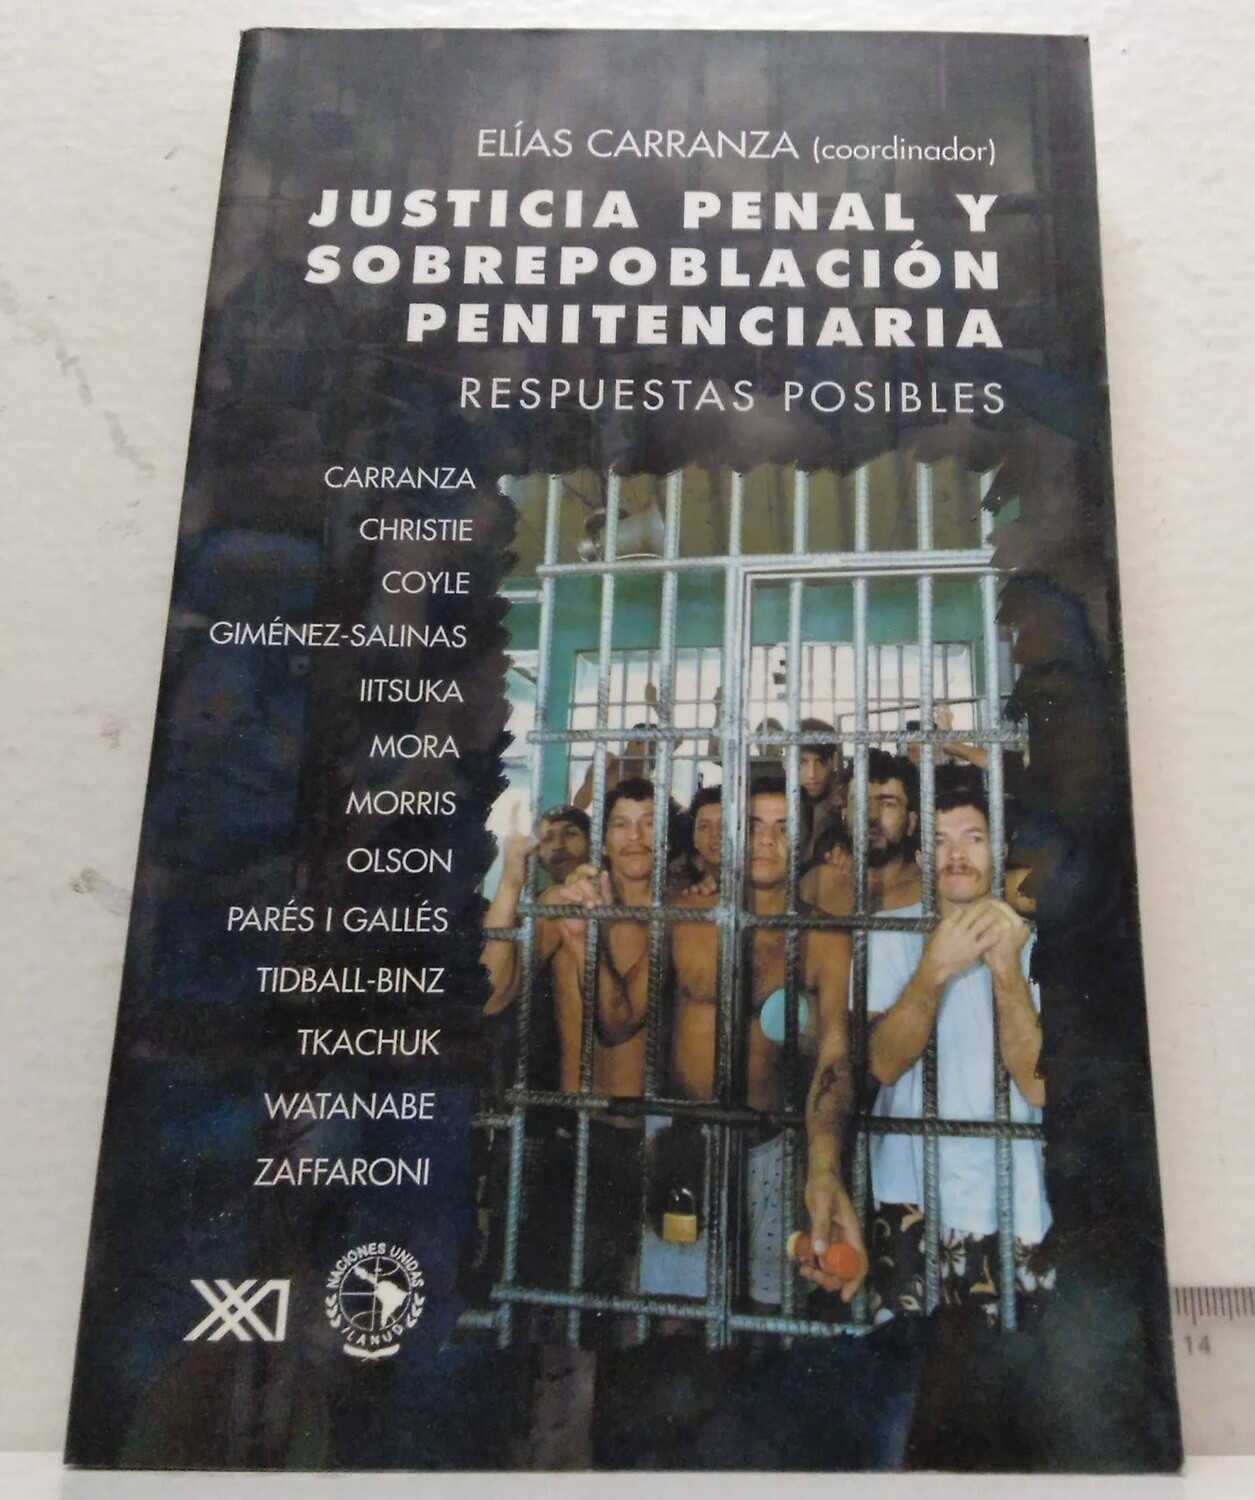 ELÍAS CARRANZA (coordinador)
JUSTICIA PENAL Y
SOBREPOBLACIÓN
PENITENCIARIA
RESPUESTAS POSIBLES
CARRANZA
CHRISTIE
COYLE
GIMÉNEZ-SALINAS
IITSUKA
MORA
MORRIS
OLSON
PARÉS I GALLÉS
TIDBALL-BINZ
TKACHUK
WATANABE
ZAFFARONI
XXI
NACIONES UNIDAS
ILANUD
14